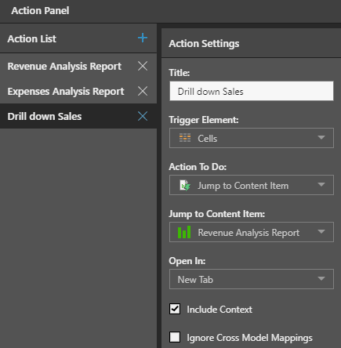 Action Panel
Action List
Revenue Analysis Report
Expenses Analysis Report
Drill down Sales
Action Settings
Title:
Drill down Sales
Trigger Element:
Cells
Action To Do:
Jump to Content Item
Jump to Content Item:
Revenue Analysis Report
Open In:
New Tab
Include Context
Ignore Cross Model Mappings